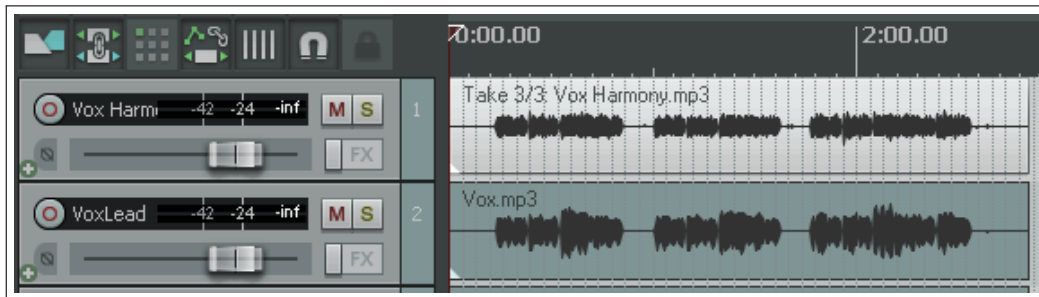 0:00.00 2:00.00
Vox Harm -42 -24 -inf M S 1
FX
Take 3/3: Vox Harmony.mp3
VoxLead -42 -24 -inf M S 2
FX
Vox.mp3